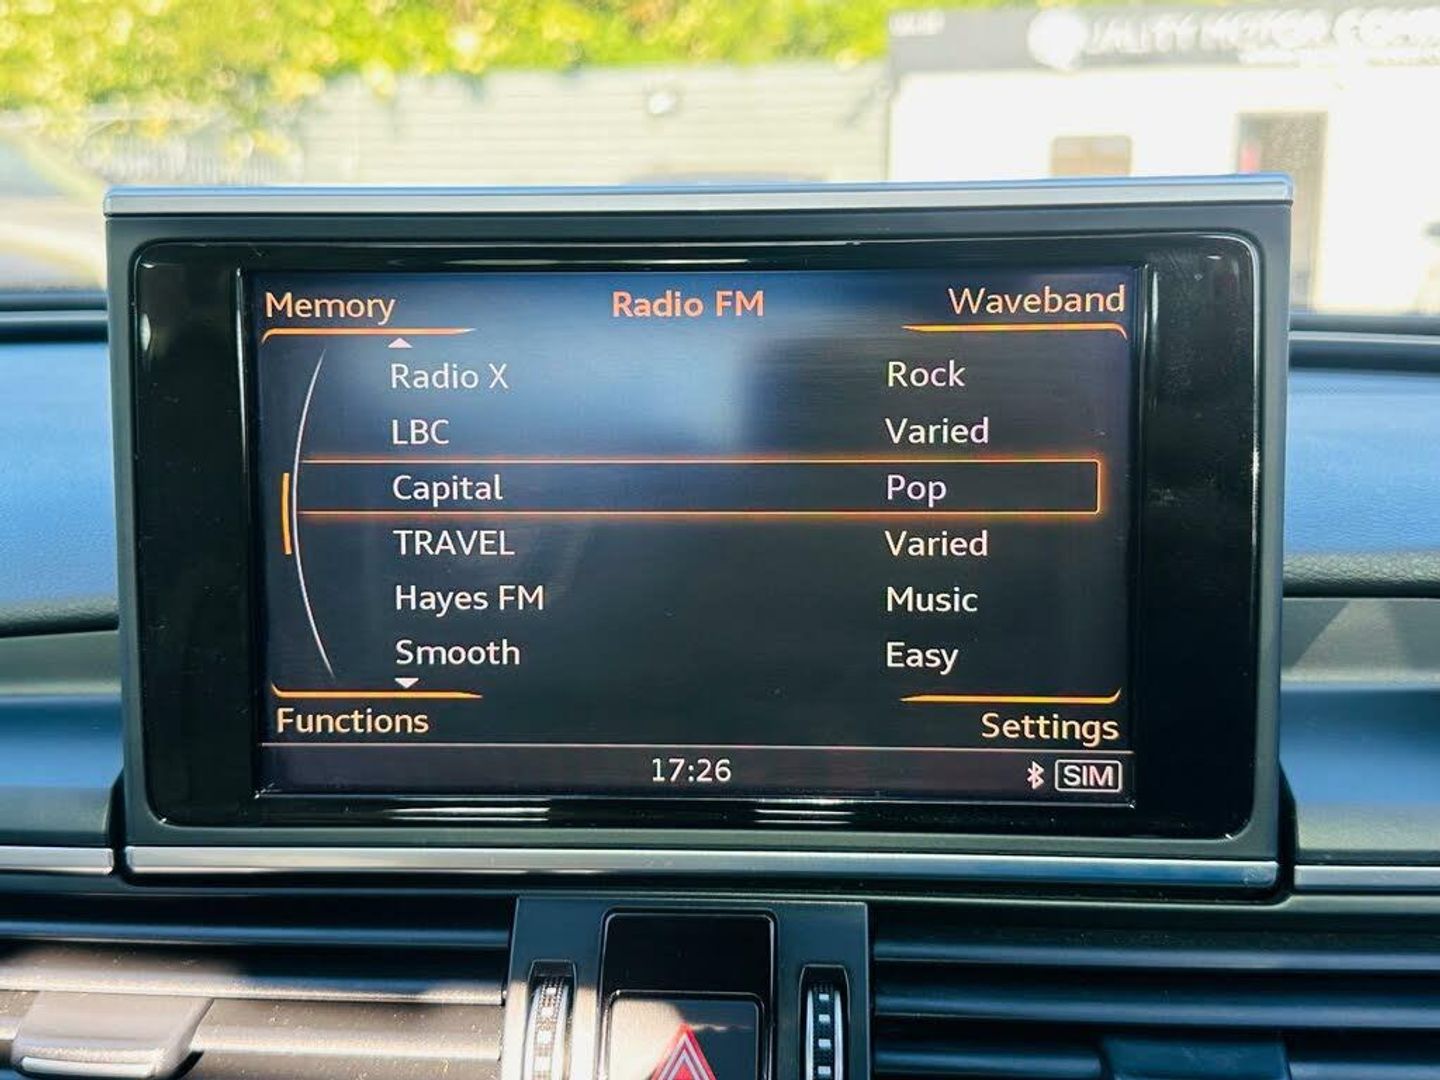 MOTOR
Memory Radio FM Waveband
Radio X Rock
LBC Varied
Capital Pop
TRAVEL Varied
Hayes FM Music
Smooth Easy
Functions Settings
17:26 SIM